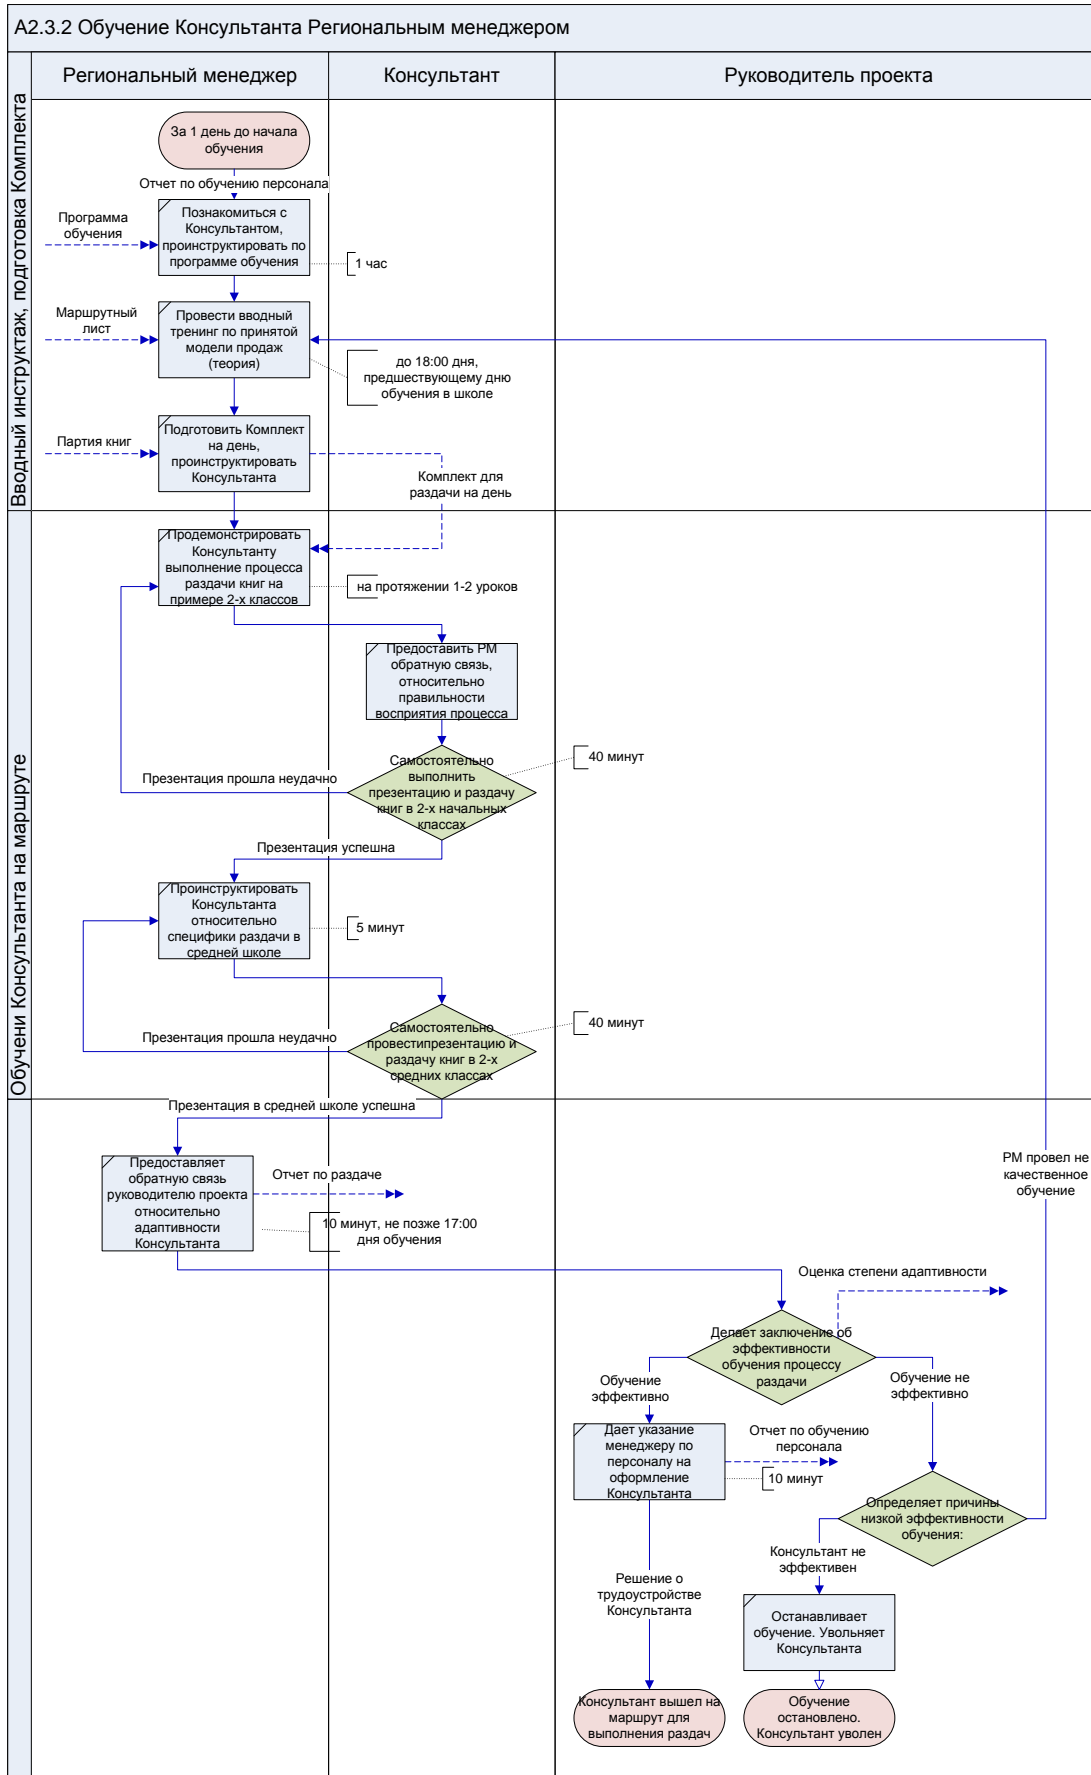 А2.3.2 Обучение Консультанта Региональным менеджером
Региональный менеджер
Консультант
Руководитель проекта
Вводный инструктаж, подготовка Комплекта
За 1 день до начала
обучения
Отчет по обучению персонала
Программа
обучения
Познакомиться с
Консультантом,
проинструктировать по
программе обучения
1 час
Маршрутный
лист
Провести вводный
тренинг по принятой
модели продаж
(теория)
до 18:00 дня,
предшествующему дню
обучения в школе
Партия книг
Подготовить Комплект
на день,
проинструктировать
Консультанта
Комплект для
раздачи на день
Обучени Консультанта на маршруте
Продемонстрировать
Консультанту
выполнение процесса
раздачи книг на
примере 2-х классов
на протяжении 1-2 уроков
Предоставить РМ
обратную связь,
относительно
правильности
восприятия процесса
Самостоятельно
выполнить
презентацию и раздачу
книг в 2-х начальных
классах
40 минут
Презентация прошла неудачно
Презентация успешна
Проинструктировать
Консультанта
относительно
специфики раздачи в
средней школе
5 минут
Самостоятельно
провестипрезентацию и
раздачу книг в 2-х
средних классах
40 минут
Презентация прошла неудачно
Презентация в средней школе успешна
Предоставляет
обратную связь
руководителю проекта
относительно
адаптивности
Консультанта
Отчет по раздаче
10 минут, не позже 17:00
дня обучения
РМ провел не
качественное
обучение
Оценка степени адаптивности
Делает заключение об
эффективности
обучения процессу
раздачи
Обучение
эффективно
Обучение не
эффективно
Дает указание
менеджеру по
персоналу на
оформление
Консультанта
Отчет по обучению
персонала
10 минут
Определяет причины
низкой эффективности
обучения:
Консультант не
эффективен
Решение о
трудоустройстве
Консультанта
Останавливает
обучение. Увольняет
Консультанта
Консультант вышел на
маршрут для
выполнения раздач
Обучение
остановлено.
Консультант уволен